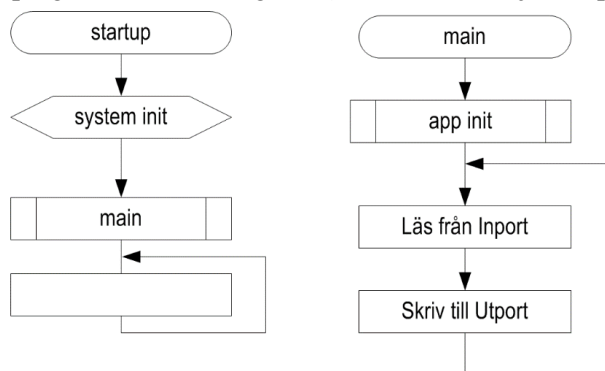 startup
system init
main
main
app init
Läs från Inport
Skriv till Utport